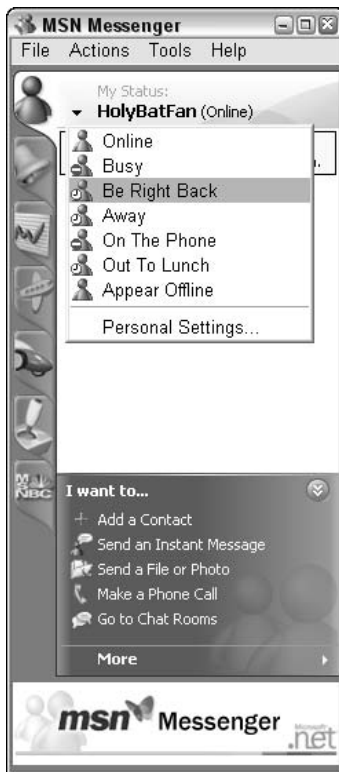 MSN Messenger
File Actions Tools Help
My Status:
HolyBatFan (Online)
Online
Busy
Be Right Back
Away
On The Phone
Out To Lunch
Appear Offline
Personal Settings...
MSNBC
I want to...
Add a Contact
Send an Instant Message
Send a File or Photo
Make a Phone Call
Go to Chat Rooms
More
msn Messenger
Microsoft
.net